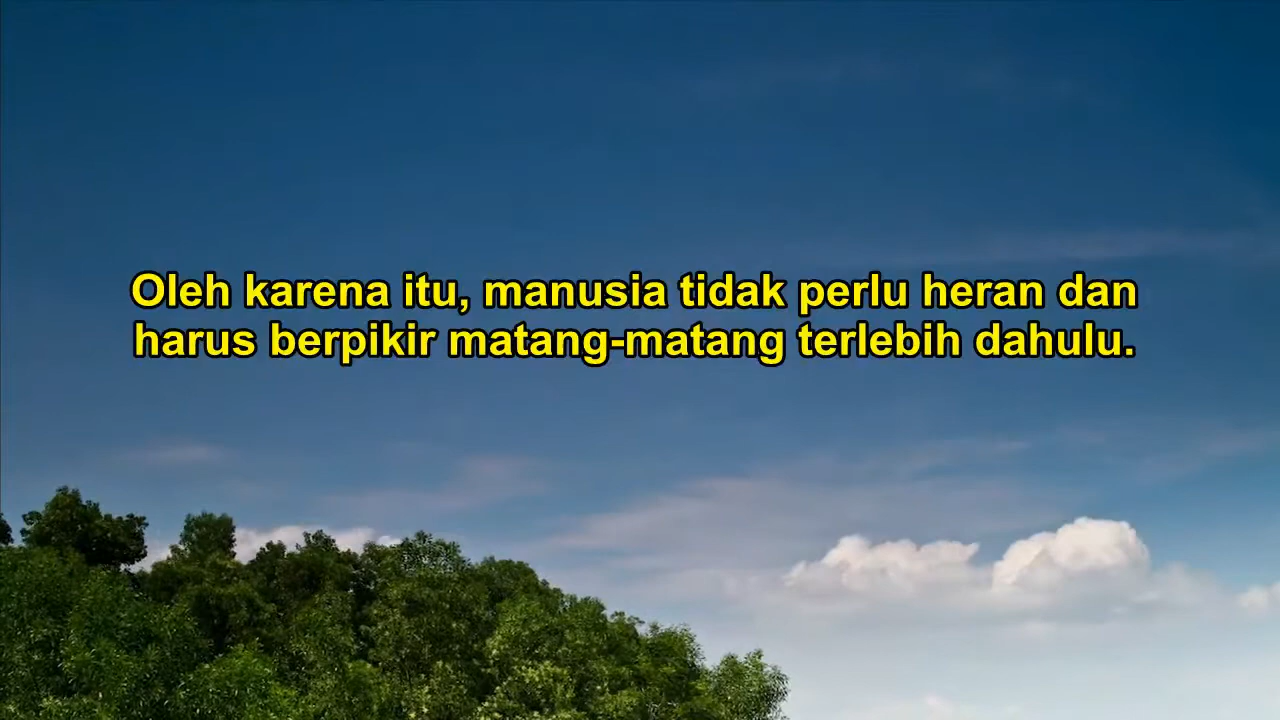 Oleh karena itu, manusia tidak perlu heran dan
harus berpikir matang-matang terlebih dahulu.